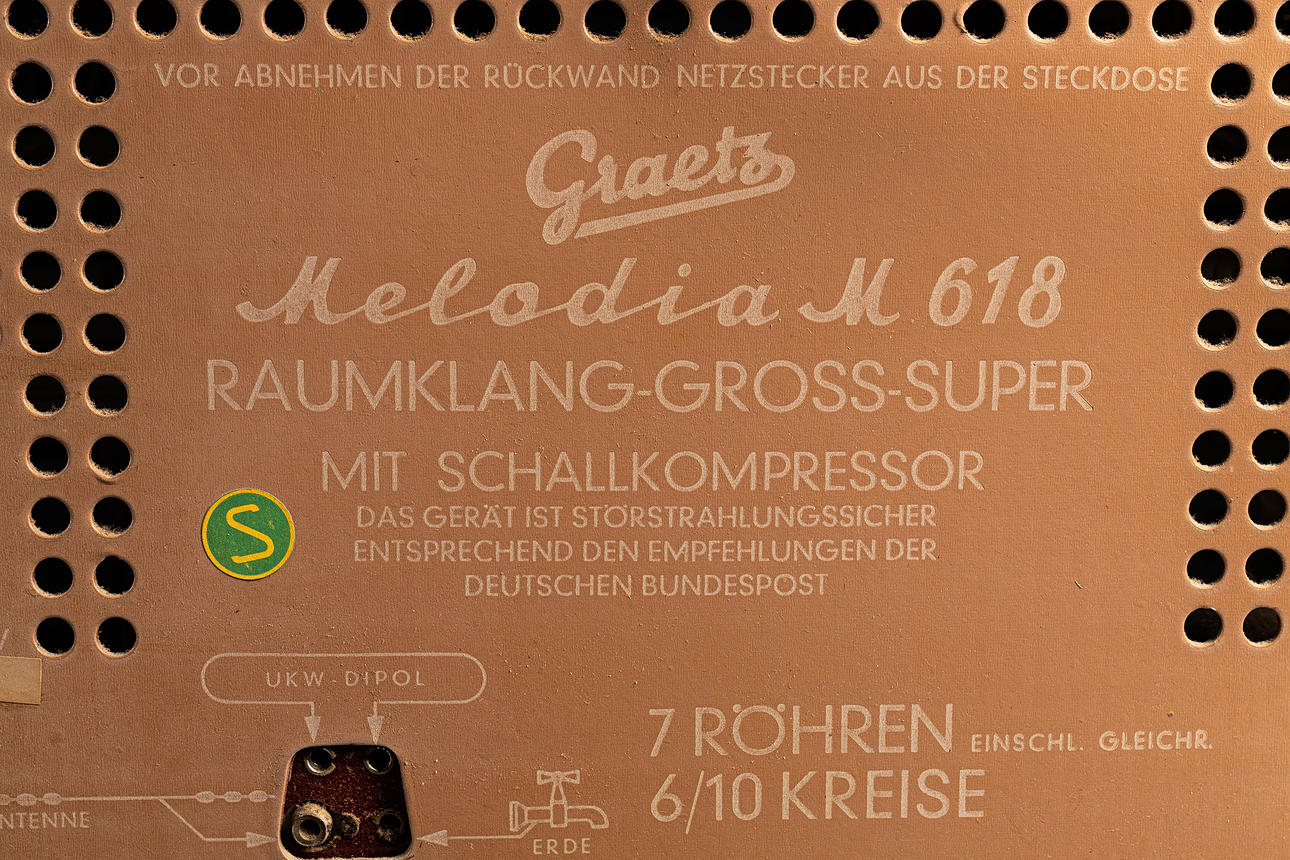 VOR ABNEHMEN DER RÜCKWAND NETZSTECKER AUS DER STECKDOSE
Graetz
Melodia M 618
RAUMKLANG-GROSS-SUPER
MIT SCHALLKOMPRESSOR
S
DAS GERÄT IST STÖRSTRAHLUNGSSICHER
ENTSPRECHEND DEN EMPFEHLUNGEN DER
DEUTSCHEN BUNDESPOST
UKW-DIPOL
7 RÖHREN EINSCHL. GLEICHR.
6/10 KREISE
NTENNE
ERDE